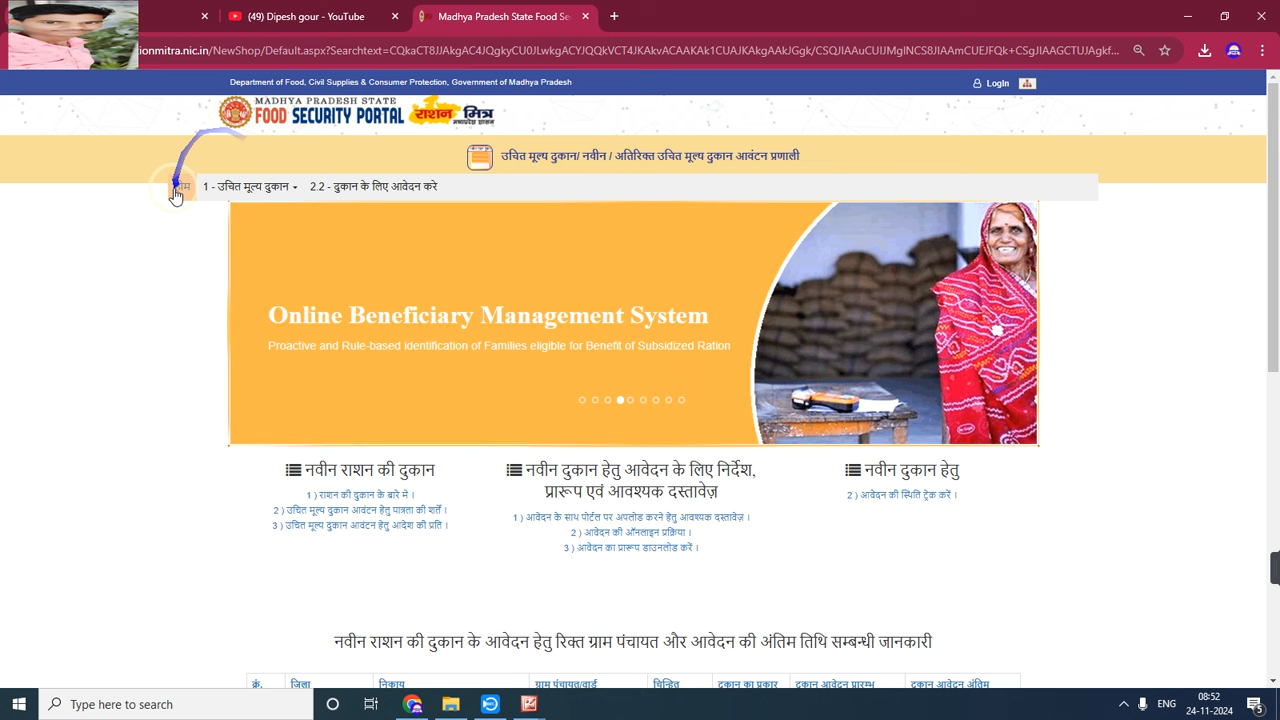 (49) Dipesh gour - YouTube
Madhya Pradesh State Food Se
ionmitra.nic.in/NewShop/Default.aspx?Searchtext=
Department of Food, Civil Supplies & Consumer Protection, Government of Madhya Pradesh
LogIn
MADHYA PRADESH STATE
FOOD SECURITY PORTAL
राशन मित्र
उचित मूल्य दुकान/ नवीन / अतिरिक्त उचित मूल्य दुकान आवंटन प्रणाली
1 - उचित मूल्य दुकान
2.2 - दुकान के लिए आवेदन करे
Online Beneficiary Management System
Proactive and Rule-based identification of Families eligible for Benefit of Subsidized Ration
नवीन राशन की दुकान
1 ) राशन की दुकान के बारे मे ।
2 ) उचित मूल्य दुकान आवंटन हेतु पात्रता की शर्तें ।
3 ) उचित मूल्य दुकान आवंटन हेतु आदेश की प्रति ।
नवीन दुकान हेतु आवेदन के लिए निर्देश,
प्रारूप एवं आवश्यक दस्तावेज़
1 ) आवेदन के साथ पोर्टल पर अपलोड करने हेतु आवश्यक दस्तावेज़ ।
2 ) आवेदन की ऑनलाइन प्रक्रिया ।
3 ) आवेदन का प्रारूप डाउनलोड करें ।
नवीन दुकान हेतु
2 ) आवेदन की स्थिति ट्रेक करें ।
नवीन राशन की दुकान के आवेदन हेतु रिक्त ग्राम पंचायत और आवेदन की अंतिम तिथि सम्बन्धी जानकारी
क्रं. जिला निकाय ग्राम पंचायत/वार्ड चिन्हित दुकान का प्रकार दुकान आवेदन प्रारम्भ दुकान आवेदन अंतिम
Type here to search
ENG
08:52
24-11-2024